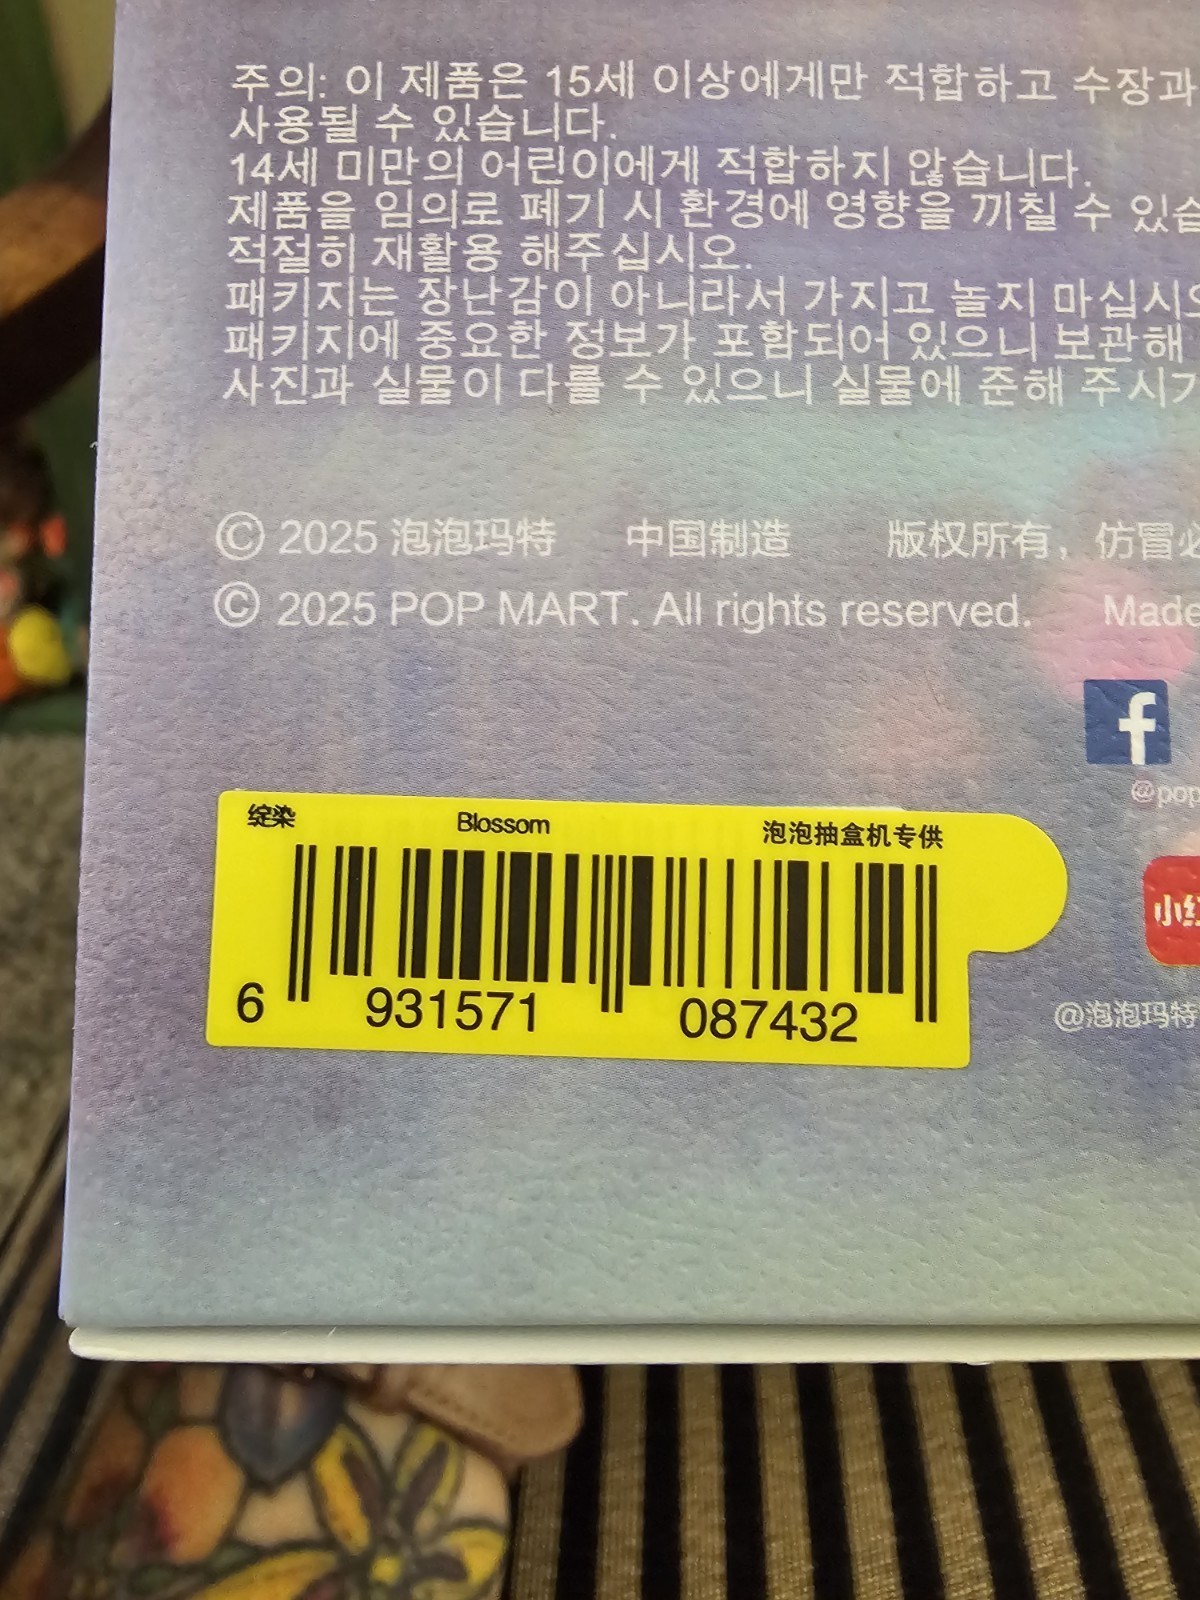 주의: 이 제품은 15세 이상에게만 적합하고 수장과
사용될 수 있습니다.
14세 미만의 어린이에게 적합하지 않습니다.
제품을 임의로 폐기 시 환경에 영향을 끼칠 수 있습
적절히 재활용 해주십시오.
패키지는 장난감이 아니라서 가지고 놀지 마십시오
패키지에 중요한 정보가 포함되어 있으니 보관해
사진과 실물이 다를 수 있으니 실물에 준해 주시기
© 2025 泡泡玛特 中国制造 版权所有，仿冒必
© 2025 POP MART. All rights reserved. Made
f
@pop
绽染 Blossom 泡泡抽盒机专供
小红
6 931571 087432
@泡泡玛特